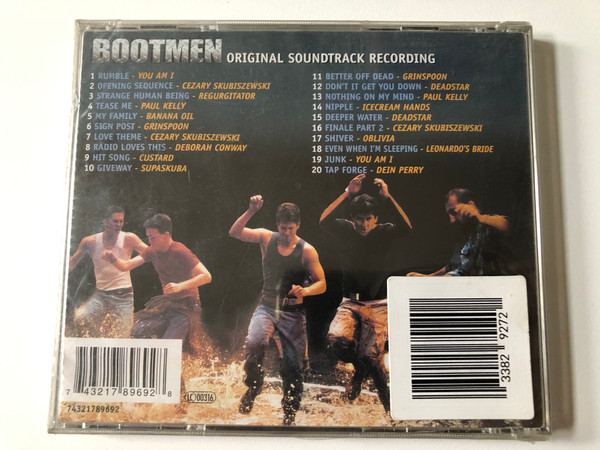 BOOTMEN ORIGINAL SOUNDTRACK RECORDING
1 RUMBLE - YOU AM I
2 OPENING SEQUENCE - CEZARY SKUBISZEWSKI
3 STRANGE HUMAN BEING - REGURGITATOR
4 TEASE ME - PAUL KELLY
5 MY FAMILY - BANANA OIL
6 SIGN POST - GRINSPOON
7 LOVE THEME - CEZARY SKUBISZEWSKI
8 RADIO LOVES THIS - DEBORAH CONWAY
9 HIT SONG - CUSTARD
10 GIVEWAY - SUPASKUBA
11 BETTER OFF DEAD - GRINSPOON
12 DON'T IT GET YOU DOWN - DEADSTAR
13 NOTHING ON MY MIND - PAUL KELLY
14 NIPPLE - ICECREAM HANDS
15 DEEPER WATER - DEADSTAR
16 FINALE PART 2 - CEZARY SKUBISZEWSKI
17 SHIVER - OBLIVIA
18 EVEN WHEN I'M SLEEPING - LEONARDO'S BRIDE
19 JUNK - YOU AM I
20 TAP FORGE - DEIN PERRY
7 43217 89692 8
74321789692
LC 00316
3382 9272